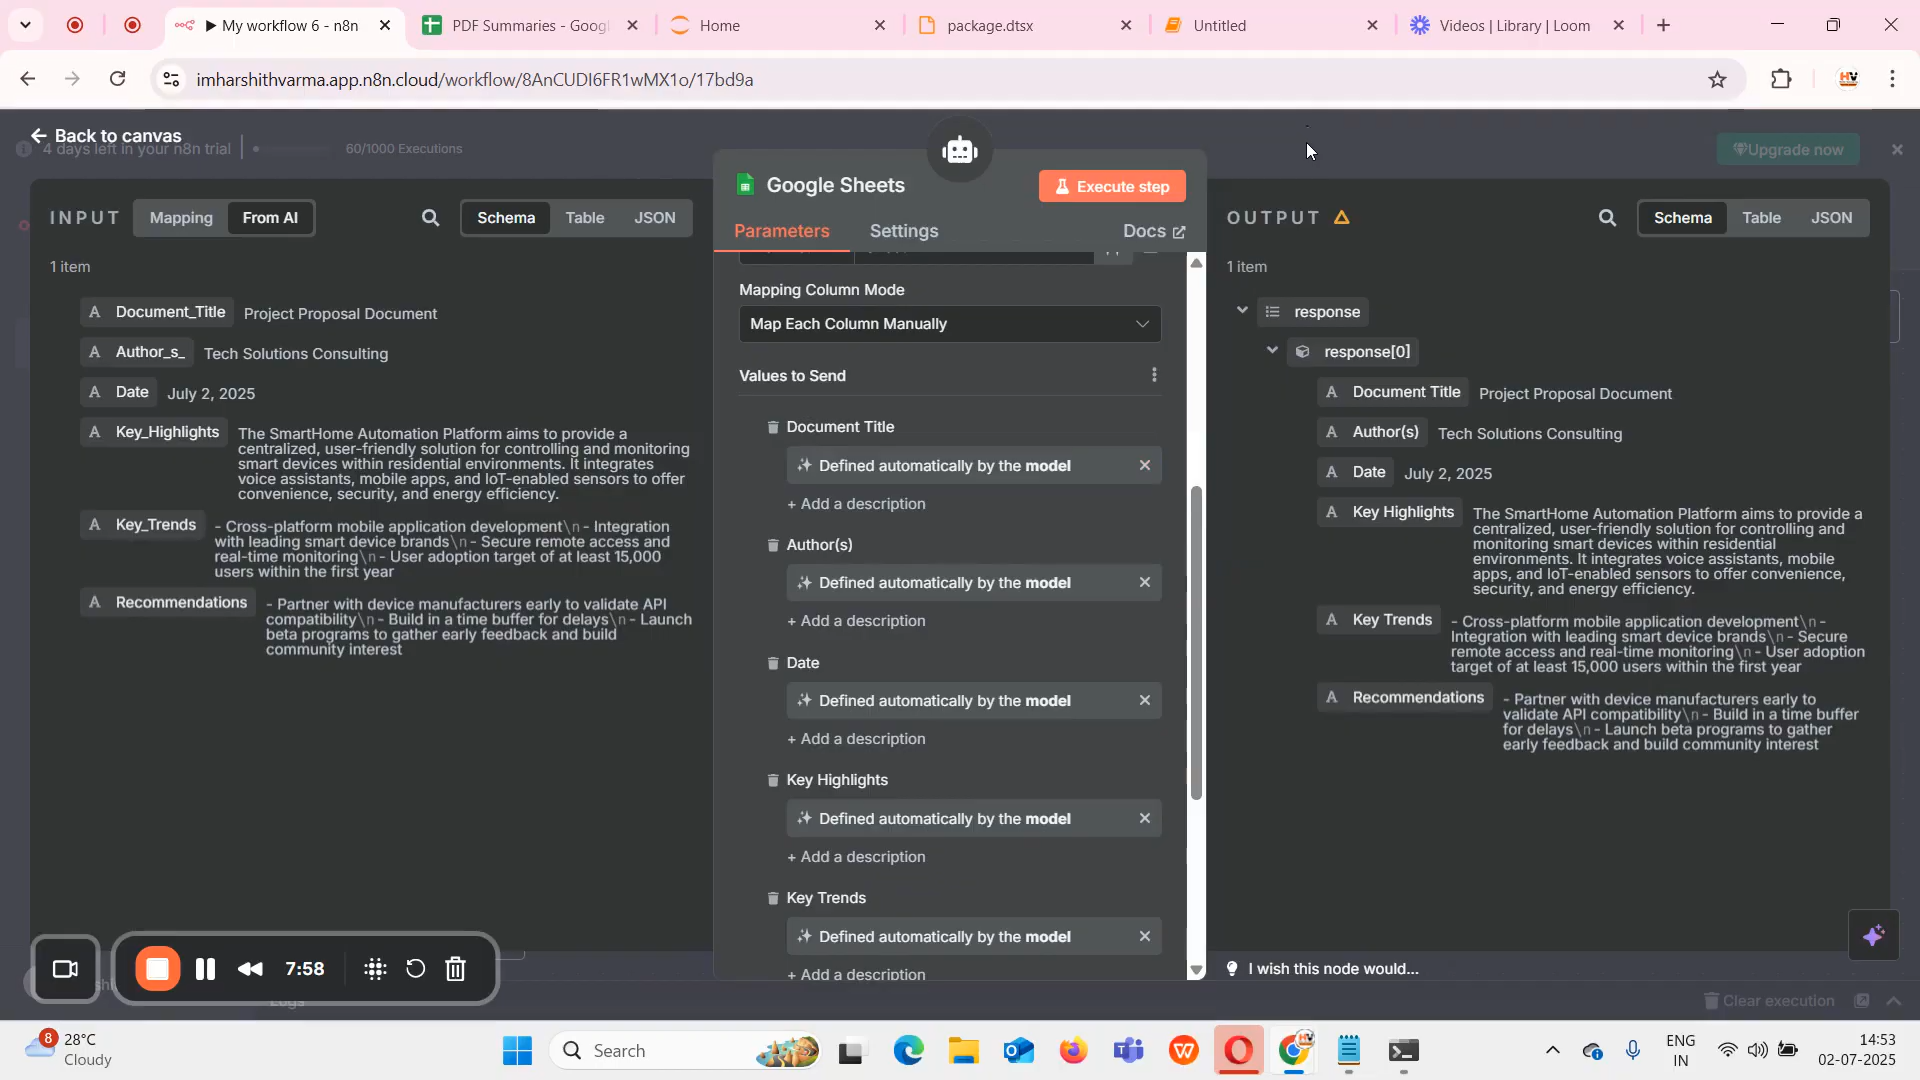 My workflow 6 - n8n
PDF Summaries - Googl
Home
package.dtsx
Untitled
Videos | Library | Loom
imharshithvarma.app.n8n.cloud/workflow/8AnCUDI6FR1wMX1o/17bd9a
Back to canvas
4 days left in your n8n trial
60/1000 Executions
Upgrade now
INPUT
Mapping
From AI
Schema
Table
JSON
1 item
A Document_Title Project Proposal Document
A Author_s_ Tech Solutions Consulting
A Date July 2, 2025
A Key_Highlights The SmartHome Automation Platform aims to provide a
centralized, user-friendly solution for controlling and monitoring
smart devices within residential environments. It integrates
voice assistants, mobile apps, and IoT-enabled sensors to offer
convenience, security, and energy efficiency.
A Key_Trends - Cross-platform mobile application development\n - Integration
with leading smart device brands\n - Secure remote access and
real-time monitoring\n - User adoption target of at least 15,000
users within the first year
A Recommendations - Partner with device manufacturers early to validate API
compatibility\n - Build in a time buffer for delays\n - Launch
beta programs to gather early feedback and build
community interest
Google Sheets
Execute step
Parameters
Settings
Docs
Mapping Column Mode
Map Each Column Manually
Values to Send
Document Title
Defined automatically by the model
+ Add a description
Author(s)
Defined automatically by the model
+ Add a description
Date
Defined automatically by the model
+ Add a description
Key Highlights
Defined automatically by the model
+ Add a description
Key Trends
Defined automatically by the model
+ Add a description
OUTPUT
Schema
Table
JSON
1 item
response
response[0]
A Document Title Project Proposal Document
A Author(s) Tech Solutions Consulting
A Date July 2, 2025
A Key Highlights The SmartHome Automation Platform aims to provide a
centralized, user-friendly solution for controlling and
monitoring smart devices within residential
environments. It integrates voice assistants, mobile
apps, and IoT-enabled sensors to offer convenience,
security, and energy efficiency.
A Key Trends - Cross-platform mobile application development\n -
Integration with leading smart device brands\n - Secure
remote access and real-time monitoring\n - User adoption
target of at least 15,000 users within the first year
A Recommendations - Partner with device manufacturers early to
validate API compatibility\n - Build in a time buffer
for delays\n - Launch beta programs to gather
early feedback and build community interest
I wish this node would...
7:58
Logs
Clear execution
8
28°C
Cloudy
Search
ENG
IN
14:53
02-07-2025